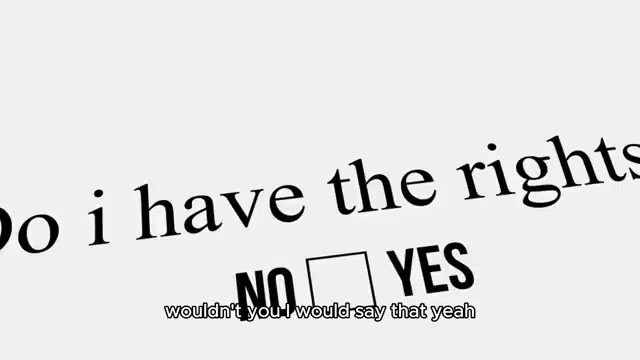 Do i have the rights
NO YES
wouldn't you I would say that yeah